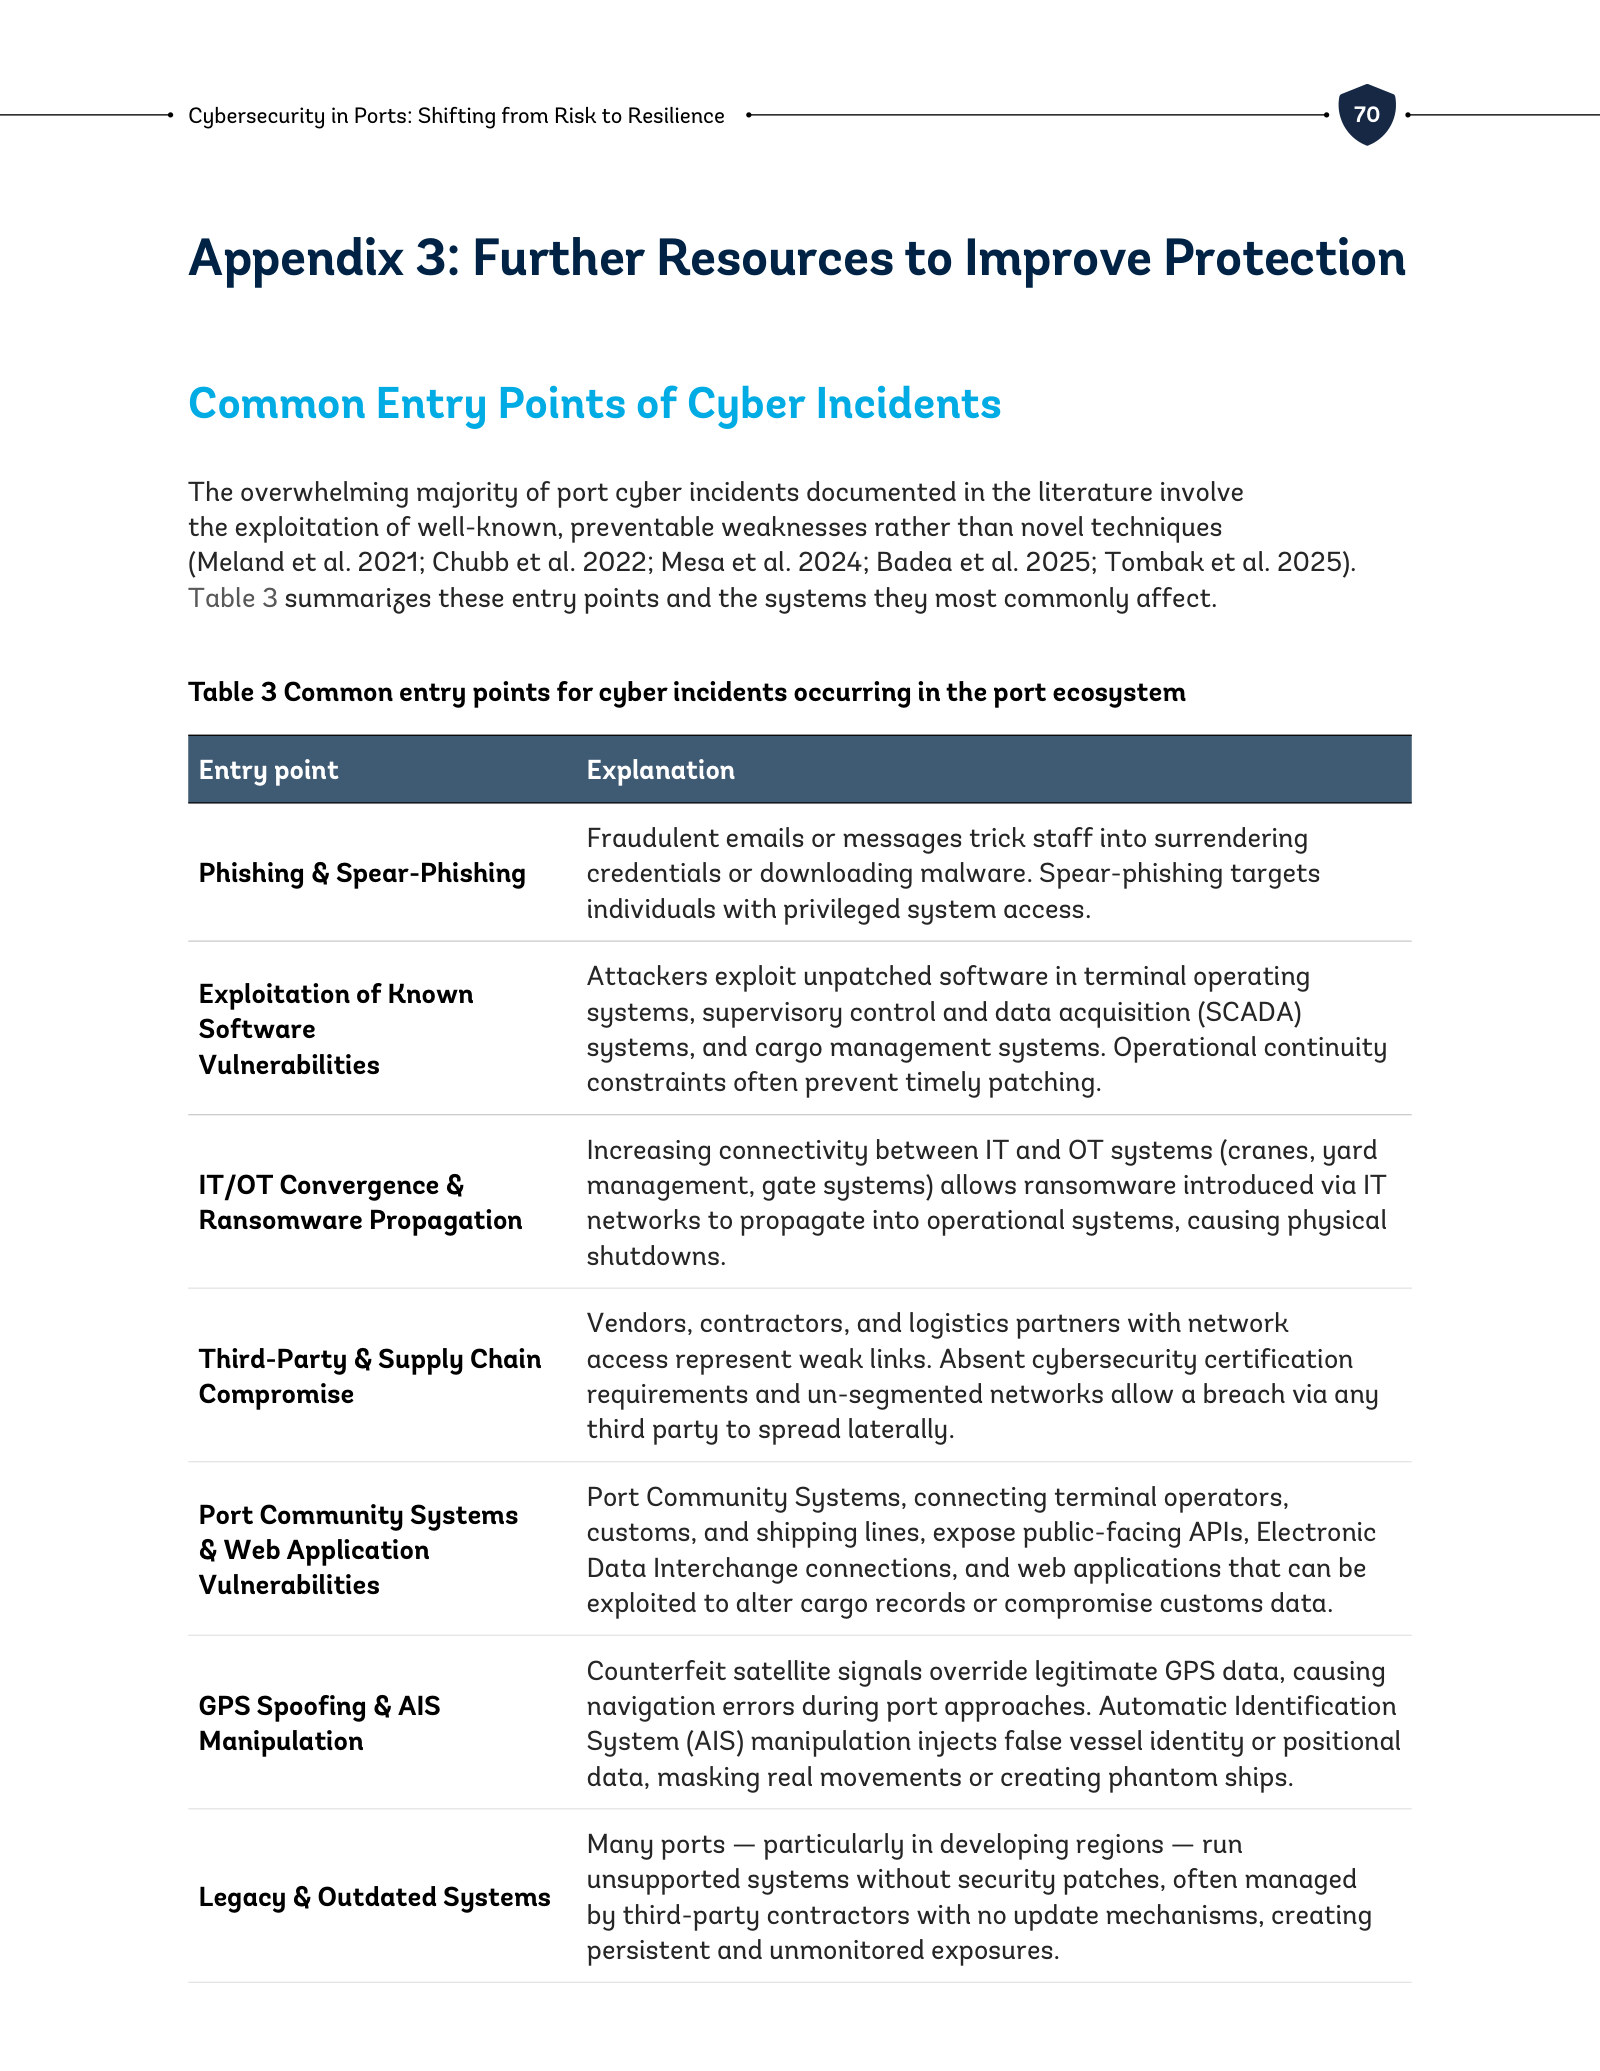 Cybersecurity in Ports: Shifting from Risk to Resilience
70
Appendix 3: Further Resources to Improve Protection
Common Entry Points of Cyber Incidents
The overwhelming majority of port cyber incidents documented in the literature involve
the exploitation of well-known, preventable weaknesses rather than novel techniques
(Meland et al. 2021; Chubb et al. 2022; Mesa et al. 2024; Badea et al. 2025; Tombak et al. 2025).
Table 3 summarizes these entry points and the systems they most commonly affect.
Table 3 Common entry points for cyber incidents occurring in the port ecosystem
Entry point
Explanation
Phishing & Spear-Phishing
Fraudulent emails or messages trick staff into surrendering
credentials or downloading malware. Spear-phishing targets
individuals with privileged system access.
Exploitation of Known
Software
Vulnerabilities
Attackers exploit unpatched software in terminal operating
systems, supervisory control and data acquisition (SCADA)
systems, and cargo management systems. Operational continuity
constraints often prevent timely patching.
IT/OT Convergence &
Ransomware Propagation
Increasing connectivity between IT and OT systems (cranes, yard
management, gate systems) allows ransomware introduced via IT
networks to propagate into operational systems, causing physical
shutdowns.
Third-Party & Supply Chain
Compromise
Vendors, contractors, and logistics partners with network
access represent weak links. Absent cybersecurity certification
requirements and un-segmented networks allow a breach via any
third party to spread laterally.
Port Community Systems
& Web Application
Vulnerabilities
Port Community Systems, connecting terminal operators,
customs, and shipping lines, expose public-facing APIs, Electronic
Data Interchange connections, and web applications that can be
exploited to alter cargo records or compromise customs data.
GPS Spoofing & AIS
Manipulation
Counterfeit satellite signals override legitimate GPS data, causing
navigation errors during port approaches. Automatic Identification
System (AIS) manipulation injects false vessel identity or positional
data, masking real movements or creating phantom ships.
Legacy & Outdated Systems
Many ports — particularly in developing regions — run
unsupported systems without security patches, often managed
by third-party contractors with no update mechanisms, creating
persistent and unmonitored exposures.